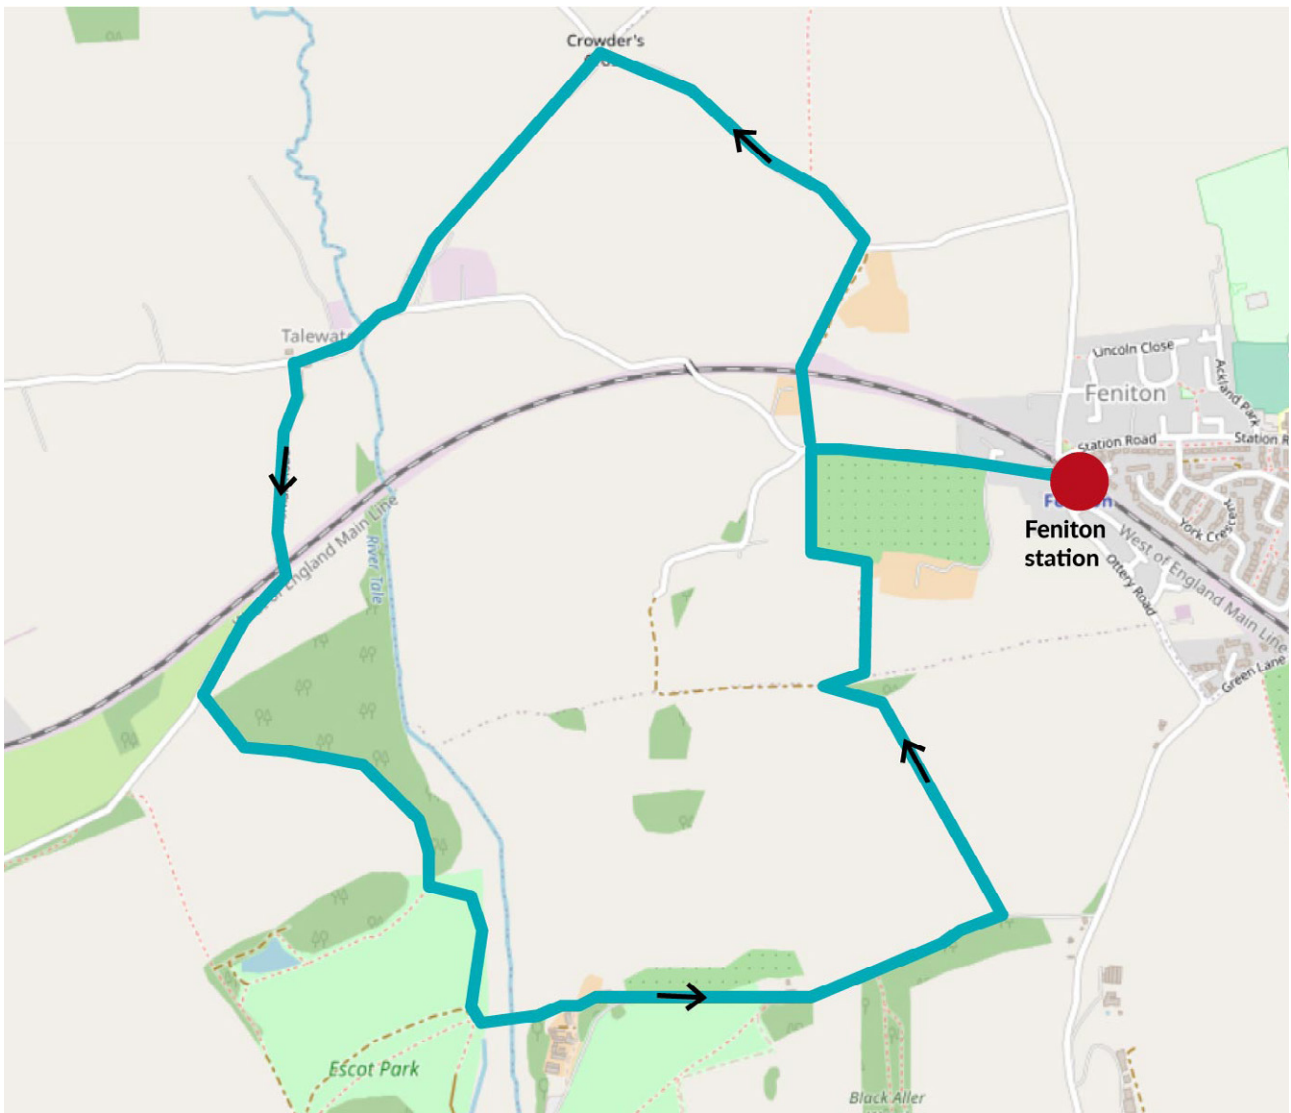 Crowder's
Talewat
Lincoln Close
Ackland Park
Feniton
Station Road
Station R
Feniton
station
York Crescent
West of England Main Line
Ottery Road
of England Main Line
River Tale
Green Lane
Escot Park
Black Aller